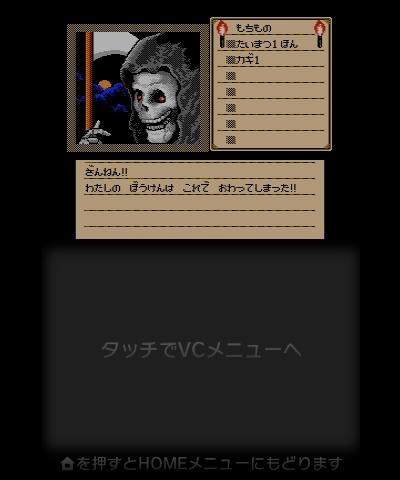 もちもの
たいまつ1ほん
カギ1
ざんねん!!
わたしの ぼうけんは これで おわってしまった!!
タッチでVCメニューへ
を押すとHOMEメニューにもどります